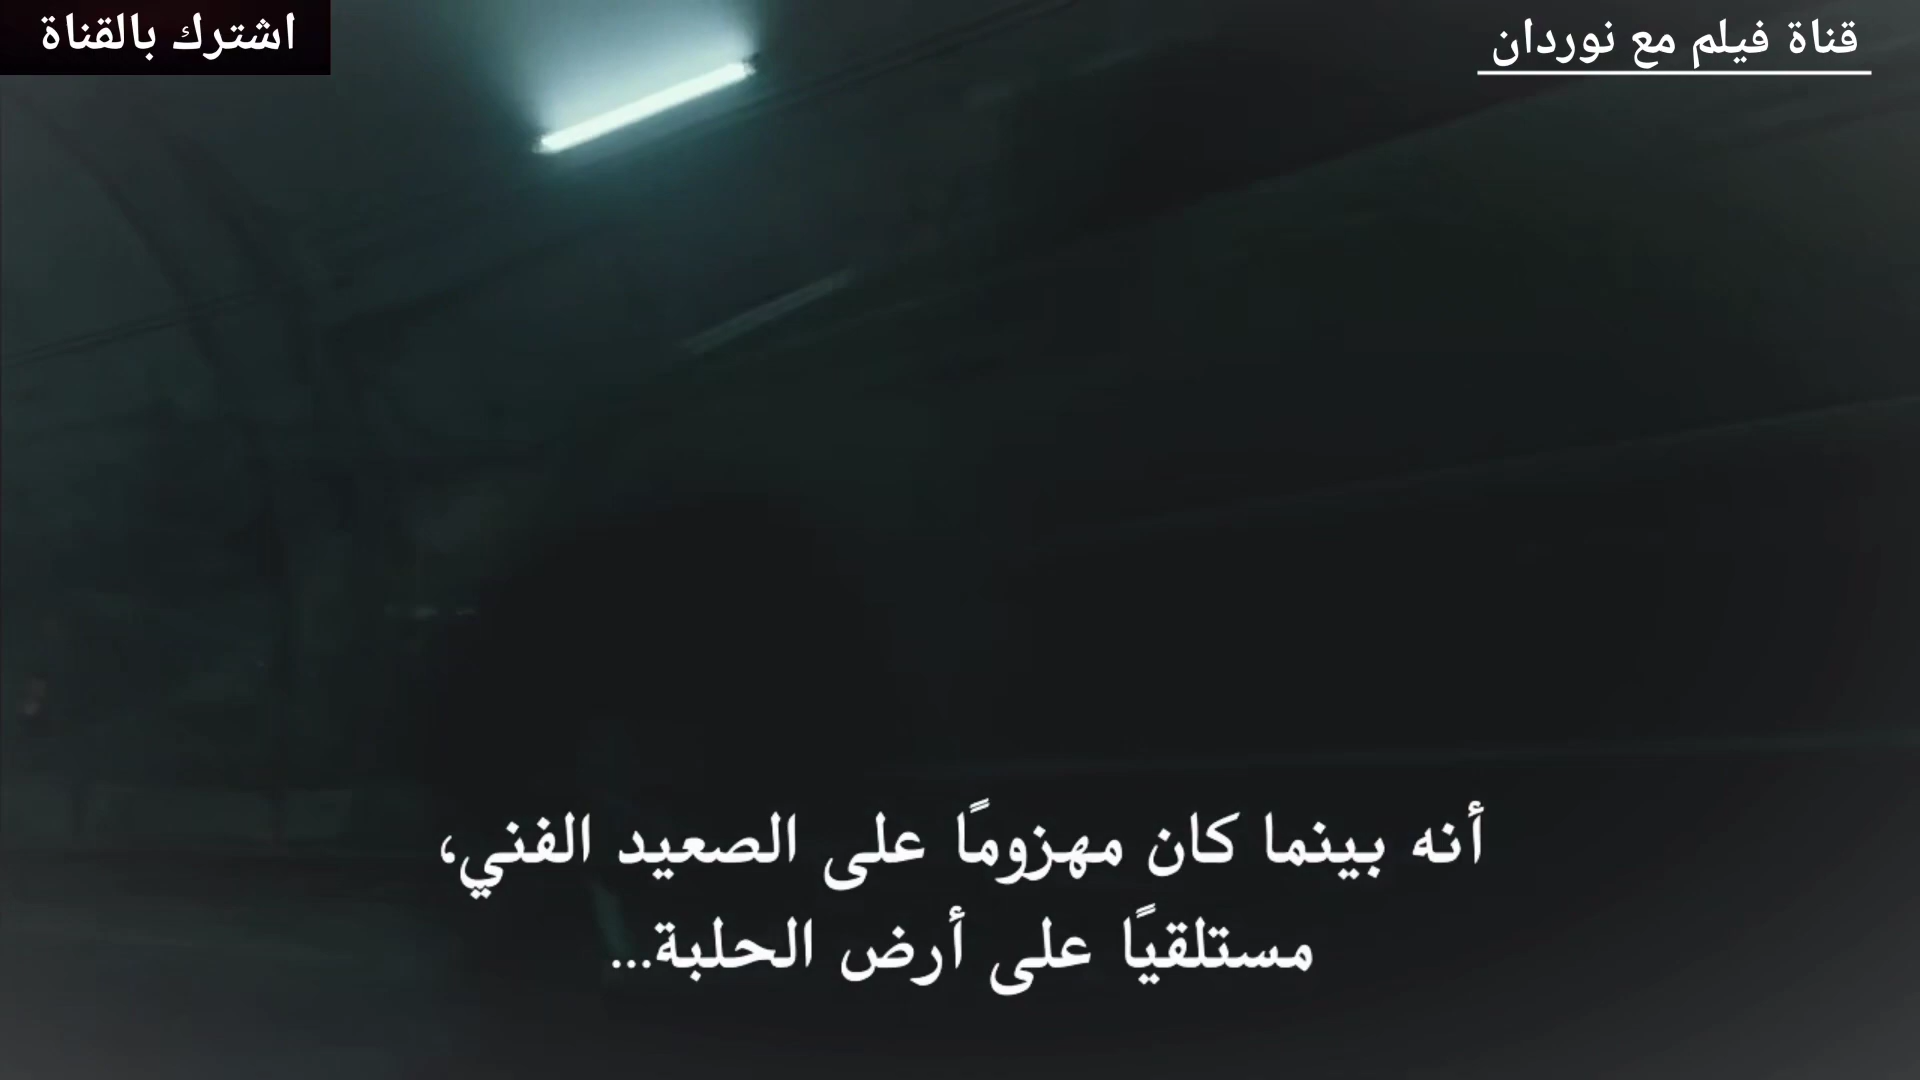 قناة فيلم مع نوردان
اشترك بالقناة
أنه بينما كان مهزومًا على الصعيد الفني،
مستلقيًا على أرض الحلبة...